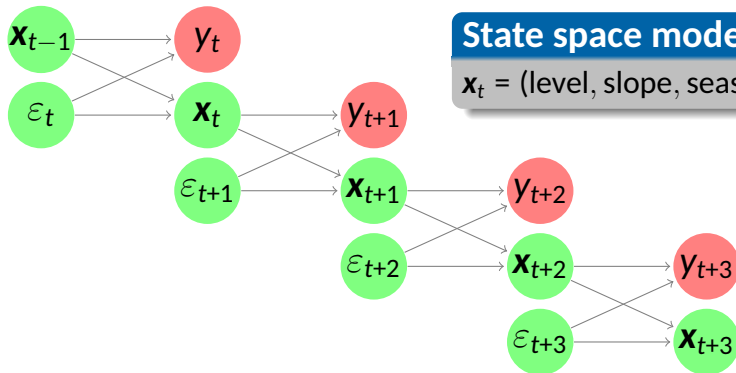 x_{t−1} y_t
State space mode
x_t = (level, slope, seas
ε_t x_t y_{t+1}
ε_{t+1} x_{t+1} y_{t+2}
ε_{t+2} x_{t+2} y_{t+3}
ε_{t+3} x_{t+3}